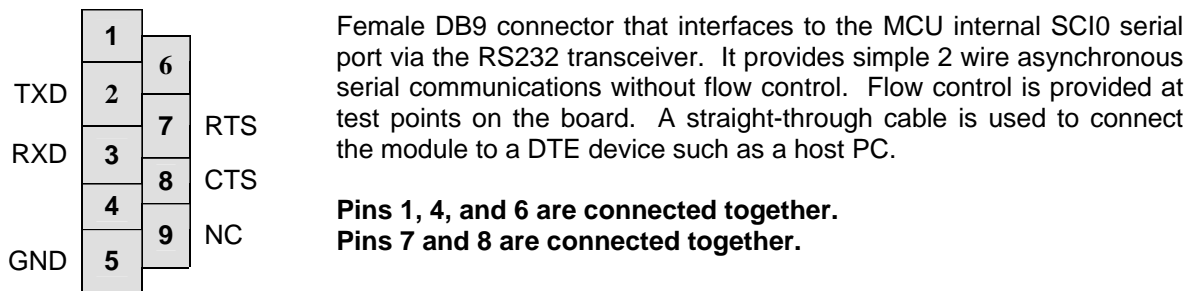 1
6
TXD 2
7 RTS
RXD 3
8 CTS
4
9 NC
GND 5
Female DB9 connector that interfaces to the MCU internal SCI0 serial
port via the RS232 transceiver. It provides simple 2 wire asynchronous
serial communications without flow control. Flow control is provided at
test points on the board. A straight-through cable is used to connect
the module to a DTE device such as a host PC.
Pins 1, 4, and 6 are connected together.
Pins 7 and 8 are connected together.